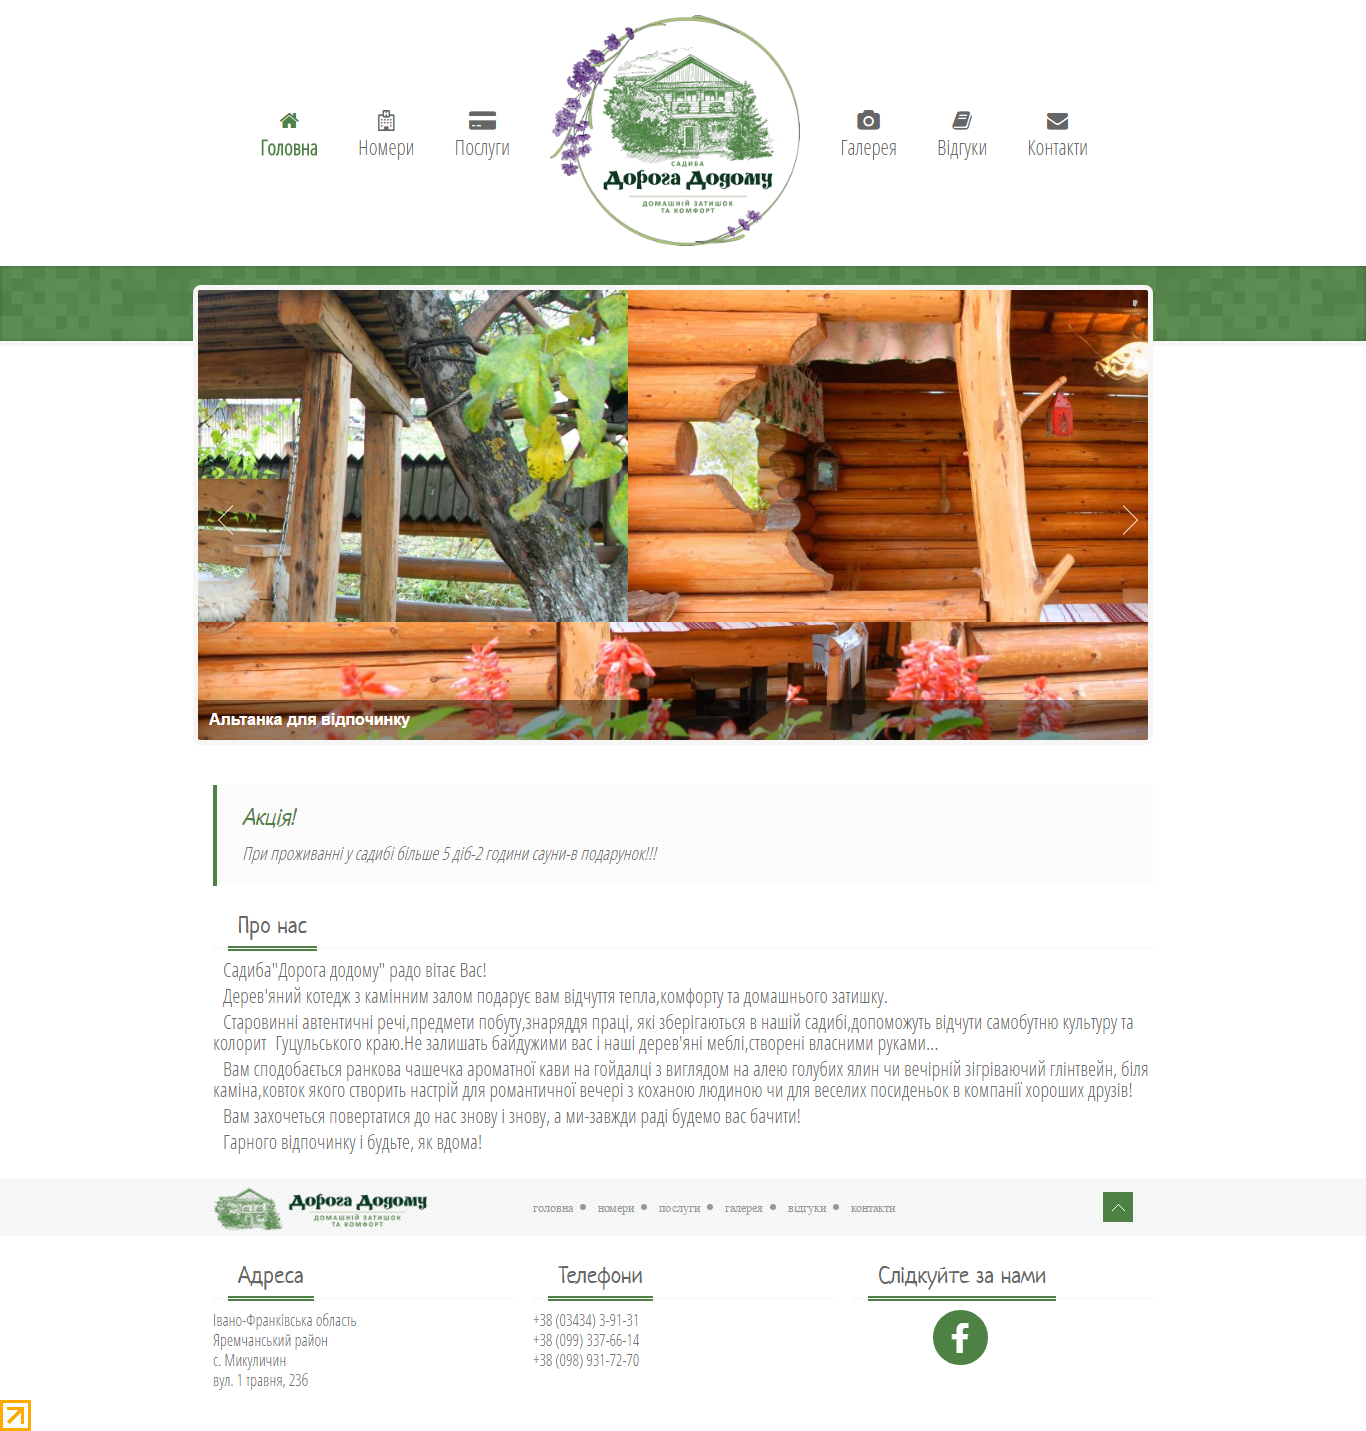 Головна
Номери
Послуги
САДИБА
Дорога Додому
ДОМАШНІЙ ЗАТИШОК
ТА КОМФОРТ
Галерея
Відгуки
Контакти
Альтанка для відпочинку
Акція!
При проживанні у садибі більше 5 діб-2 години сауни-в подарунок!!!
Про нас
Садиба"Дорога додому" радо вітає Вас!
Дерев'яний котедж з камінним залом подарує вам відчуття тепла,комфорту та домашнього затишку.
Старовинні автентичні речі,предмети побуту,знаряддя праці, які зберігаються в нашій садибі,допоможуть відчути самобутню культуру та
колорит  Гуцульського краю.Не залишать байдужими вас і наші дерев'яні меблі,створені власними руками...
Вам сподобається ранкова чашечка ароматної кави на гойдалці з виглядом на алею голубих ялин чи вечірній зігріваючий глінтвейн, біля
каміна,ковток якого створить настрій для романтичної вечері з коханою людиною чи для веселих посиденьок в компанії хороших друзів!
Вам захочеться повертатися до нас знову і знову, а ми-завжди раді будемо вас бачити!
Гарного відпочинку і будьте, як вдома!
Дорога Додому
ДОМАШНІЙ ЗАТИШОК
ТА КОМФОРТ
головна
номери
послуги
галерея
відгуки
контакти
Адреса
Івано-Франківська область
Яремчанський район
с. Микуличин
вул. 1 травня, 23б
Телефони
+38 (03434) 3-91-31
+38 (099) 337-66-14
+38 (098) 931-72-70
Слідкуйте за нами